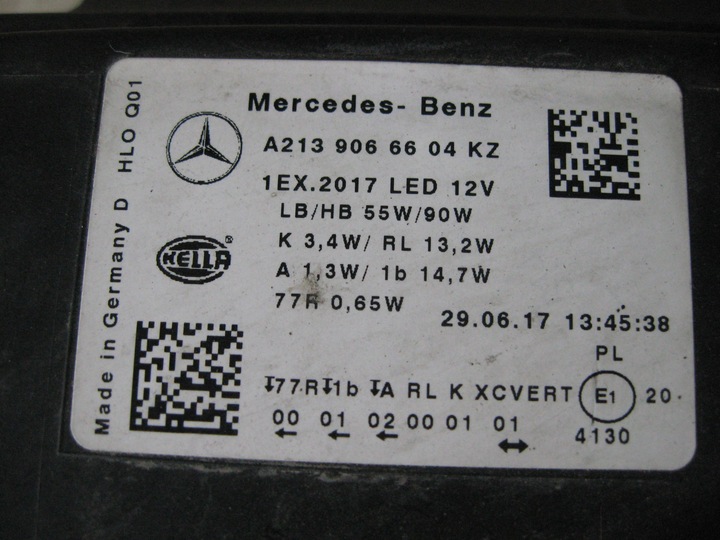 Mercedes- Benz
A213 906 66 04 KZ
1EX.2017 LED 12V
LB/HB 55W/90W
K 3,4W/ RL 13,2W
A 1,3W/ 1b 14,7W
77R 0,65W
29.06.17 13:45:38
PL
77R 1b A RL K XCVERT E1 20
00 01 02 00 01 01
4130
HELLA ®
Made in Germany D HLO Q01